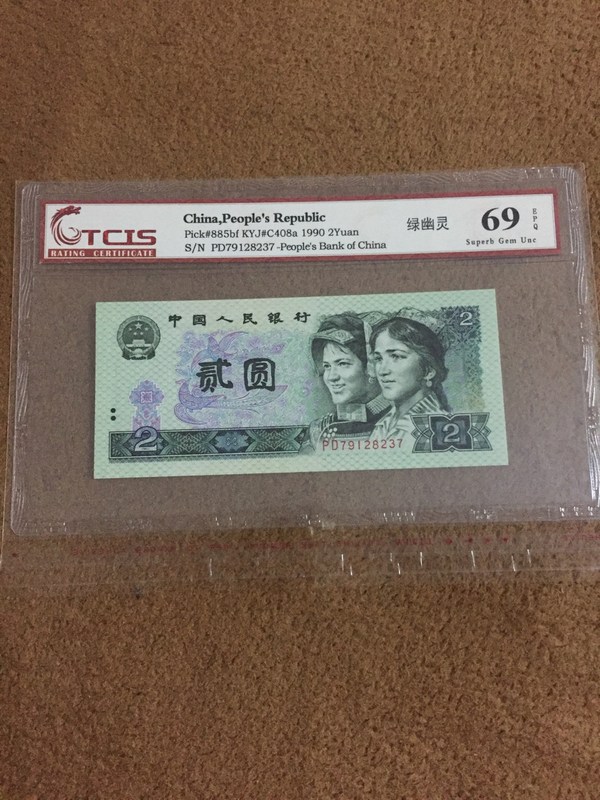 TCIS
RATING CERTIFICATE
China,People's Republic
Pick#885bf KYJ#C408a 1990 2Yuan
S/N PD79128237-People's Bank of China
绿幽灵
69
EPQ
Superb Gem Unc
中国人民银行
2
贰圆
2
PD79128237
2